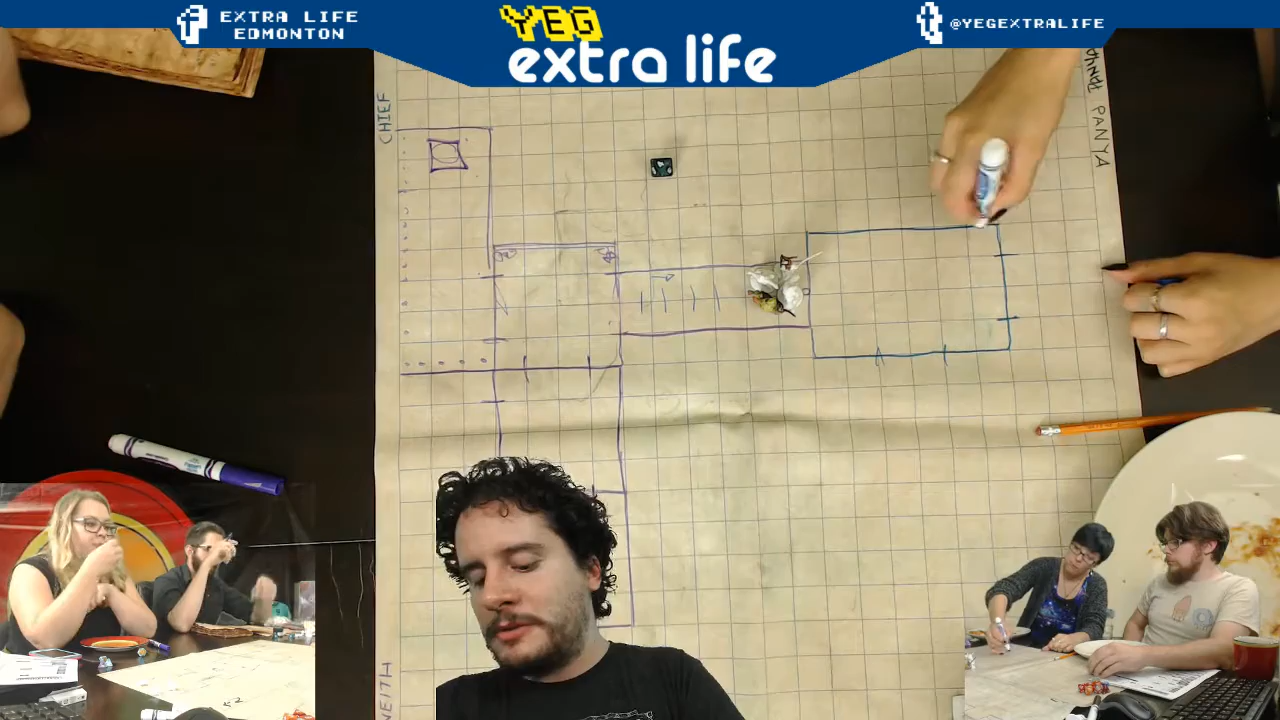 EXTRA LIFE
EDMONTON
YEG
extra life
@YEGEXTRALIFE
CHIEF
PANYA
NEITH